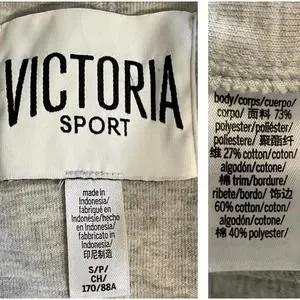 VICTORIA
SPORT
made in
Indonesia/
fabriqué en
Indonésie/hecho
en Indonesia/
fabbricato in
Indonesia/
印尼制造
S/P/
CH/
170/88A
body/corps/cuerpo/
corpo/ 面料 73%
polyester/poliéster/
poliestere/ 聚酯纤
维 27% cotton/coton/
algodón/cotone/
棉 trim/bordure/
ribete/bordo/ 饰边
60% cotton/coton/
algodón/cotone/
棉 40% polyester/